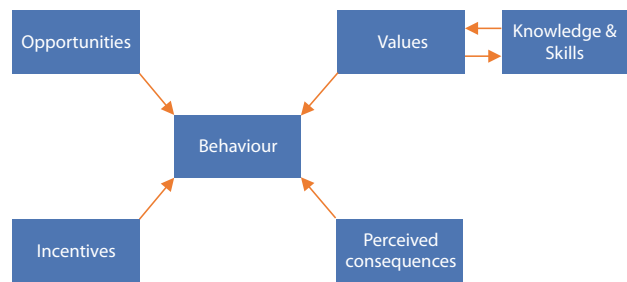 Opportunities
Values
Knowledge &
Skills
Behaviour
Incentives
Perceived
consequences